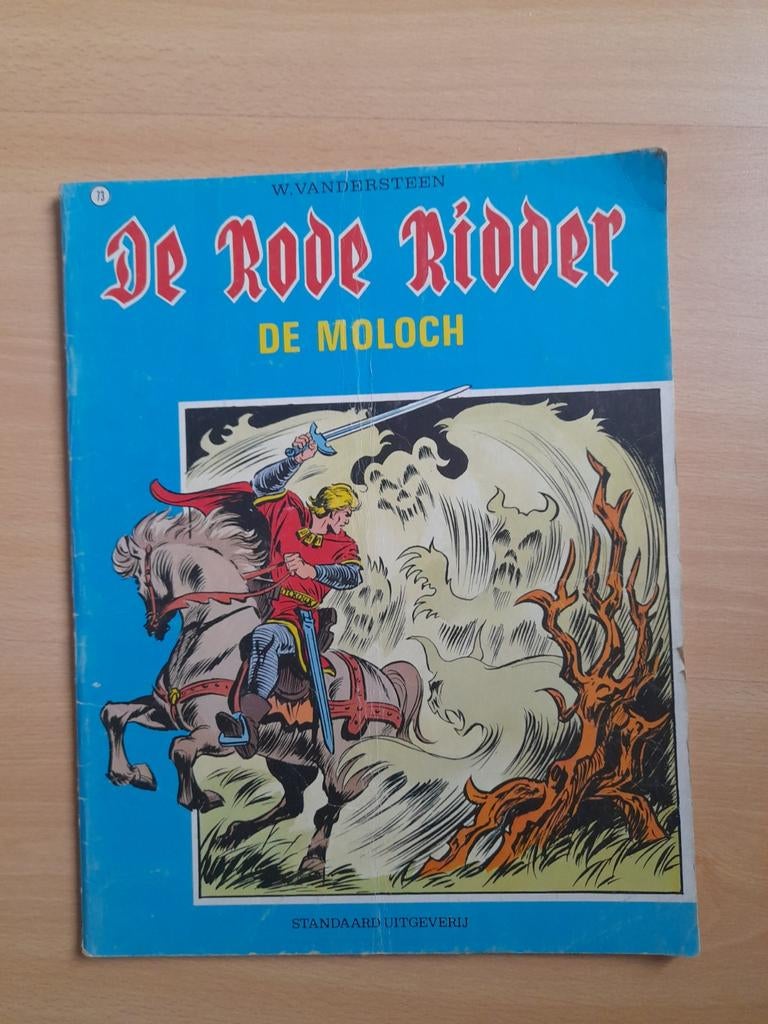 73
W. VANDERSTEEN
De Rode Ridder
DE MOLOCH
STANDAARD UITGEVERIJ